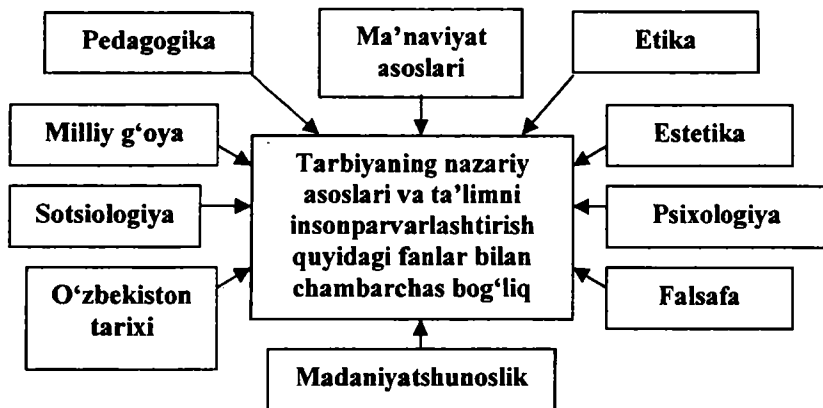 Pedagogika
Ma’naviyat
asoslari
Etika
Milliy g‘oya
Estetika
Tarbiyaning nazariy
asoslari va ta’limni
insonparvarlashtirish
quyidagi fanlar bilan
chambarchas bog‘liq
Sotsiologiya
Psixologiya
O‘zbekiston
tarixi
Falsafa
Madaniyatshunoslik